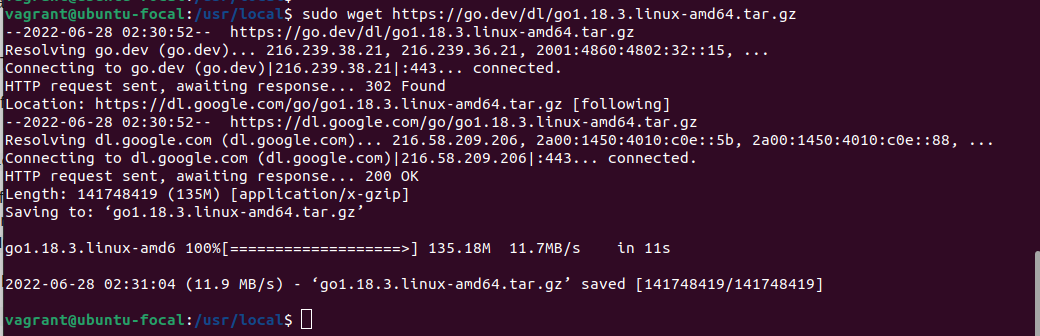 vagrant@ubuntu-focal:/usr/local$ sudo wget https://go.dev/dl/go1.18.3.linux-amd64.tar.gz
--2022-06-28 02:30:52--  https://go.dev/dl/go1.18.3.linux-amd64.tar.gz
Resolving go.dev (go.dev)... 216.239.38.21, 216.239.36.21, 2001:4860:4802:32::15, ...
Connecting to go.dev (go.dev)|216.239.38.21|:443... connected.
HTTP request sent, awaiting response... 302 Found
Location: https://dl.google.com/go/go1.18.3.linux-amd64.tar.gz [following]
--2022-06-28 02:30:52--  https://dl.google.com/go/go1.18.3.linux-amd64.tar.gz
Resolving dl.google.com (dl.google.com)... 216.58.209.206, 2a00:1450:4010:c0e::5b, 2a00:1450:4010:c0e::88, ...
Connecting to dl.google.com (dl.google.com)|216.58.209.206|:443... connected.
HTTP request sent, awaiting response... 200 OK
Length: 141748419 (135M) [application/x-gzip]
Saving to: ‘go1.18.3.linux-amd64.tar.gz’
go1.18.3.linux-amd6 100%[===================>] 135.18M  11.7MB/s    in 11s
2022-06-28 02:31:04 (11.9 MB/s) - ‘go1.18.3.linux-amd64.tar.gz’ saved [141748419/141748419]
vagrant@ubuntu-focal:/usr/local$